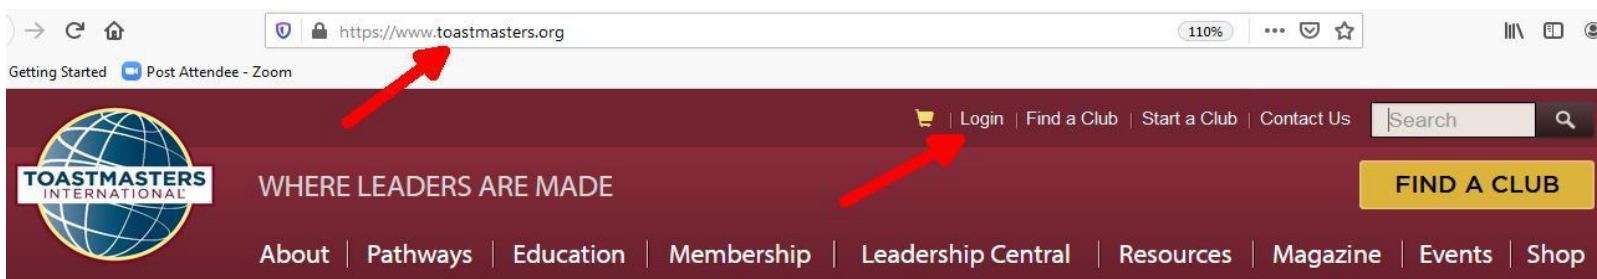 https://www.toastmasters.org 110%
Getting Started Post Attendee - Zoom
Login | Find a Club | Start a Club | Contact Us Search
TOASTMASTERS
INTERNATIONAL
WHERE LEADERS ARE MADE
FIND A CLUB
About | Pathways | Education | Membership | Leadership Central | Resources | Magazine | Events | Shop